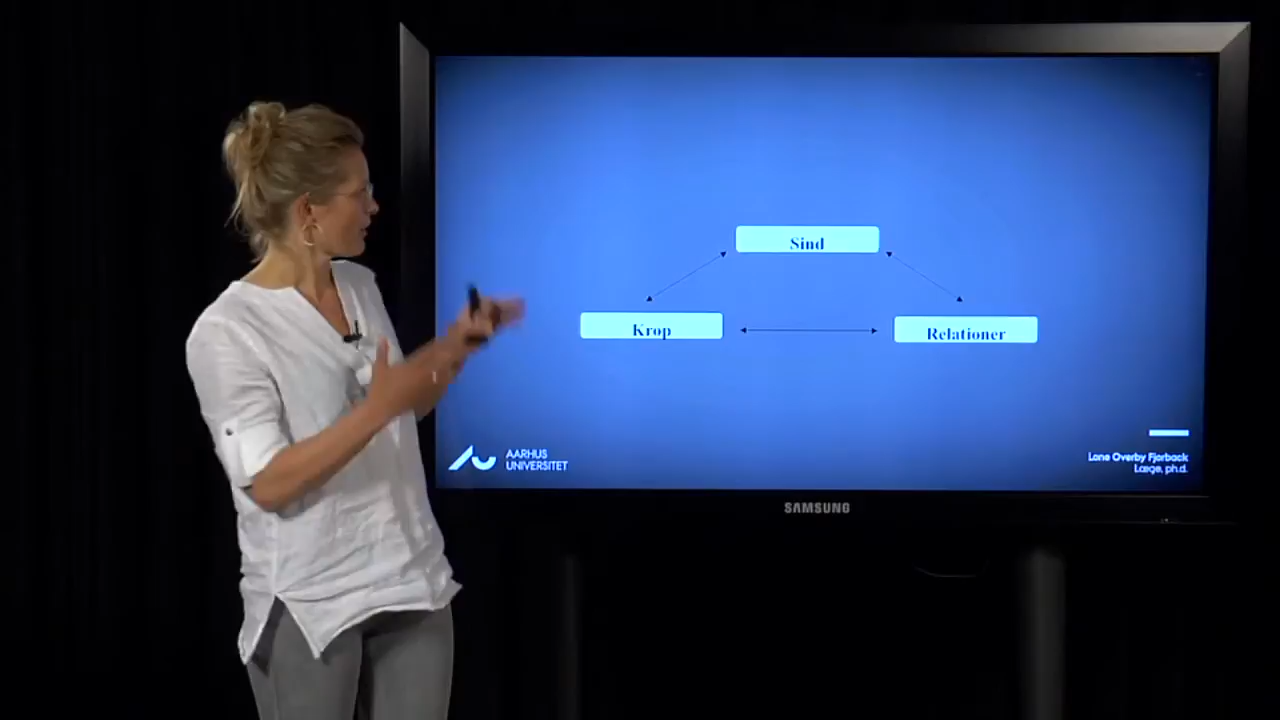 Sind
Krop
Relationer
AARHUS
UNIVERSITET
Lone Overby Fjorback
Læge, ph.d.
SAMSUNG